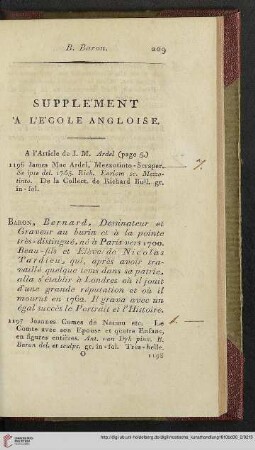 B. Baron. 209
SUPPLEMENT
A L'ECOLE ANGLOISE.
A l'Article de J. M. Ardel (page 5.)
1196 James Mac Ardel, Mezzotinto-Scraper.
se ipse del. 1765. Rich. Earlom sc. Mezzo-
tinto. De la Collect. de Richard Bull. gr.
in-fol.
7.
BARON, Bernard, Dessinateur et
Graveur au burin et à la pointe
très-distingué, né à Paris vers 1700.
Beau-fils et Elève de Nicolas
Tardieu, qui, après avoir tra-
vaillé quelque tems dans sa patrie,
alla s'établir à Londres où il jouit
d'une grande réputation et où il
mourut en 1762. Il grava avec un
égal succès le Portrait et l'Histoire.
1197 Joannes Comes de Nassau etc. Le
Comte avec son Epouse et quatre Enfans,
en figures entières. Ant. van Dyk pinx. B.
Baron del. et sculps. gr. in-fol. Très-belle.
O 1198